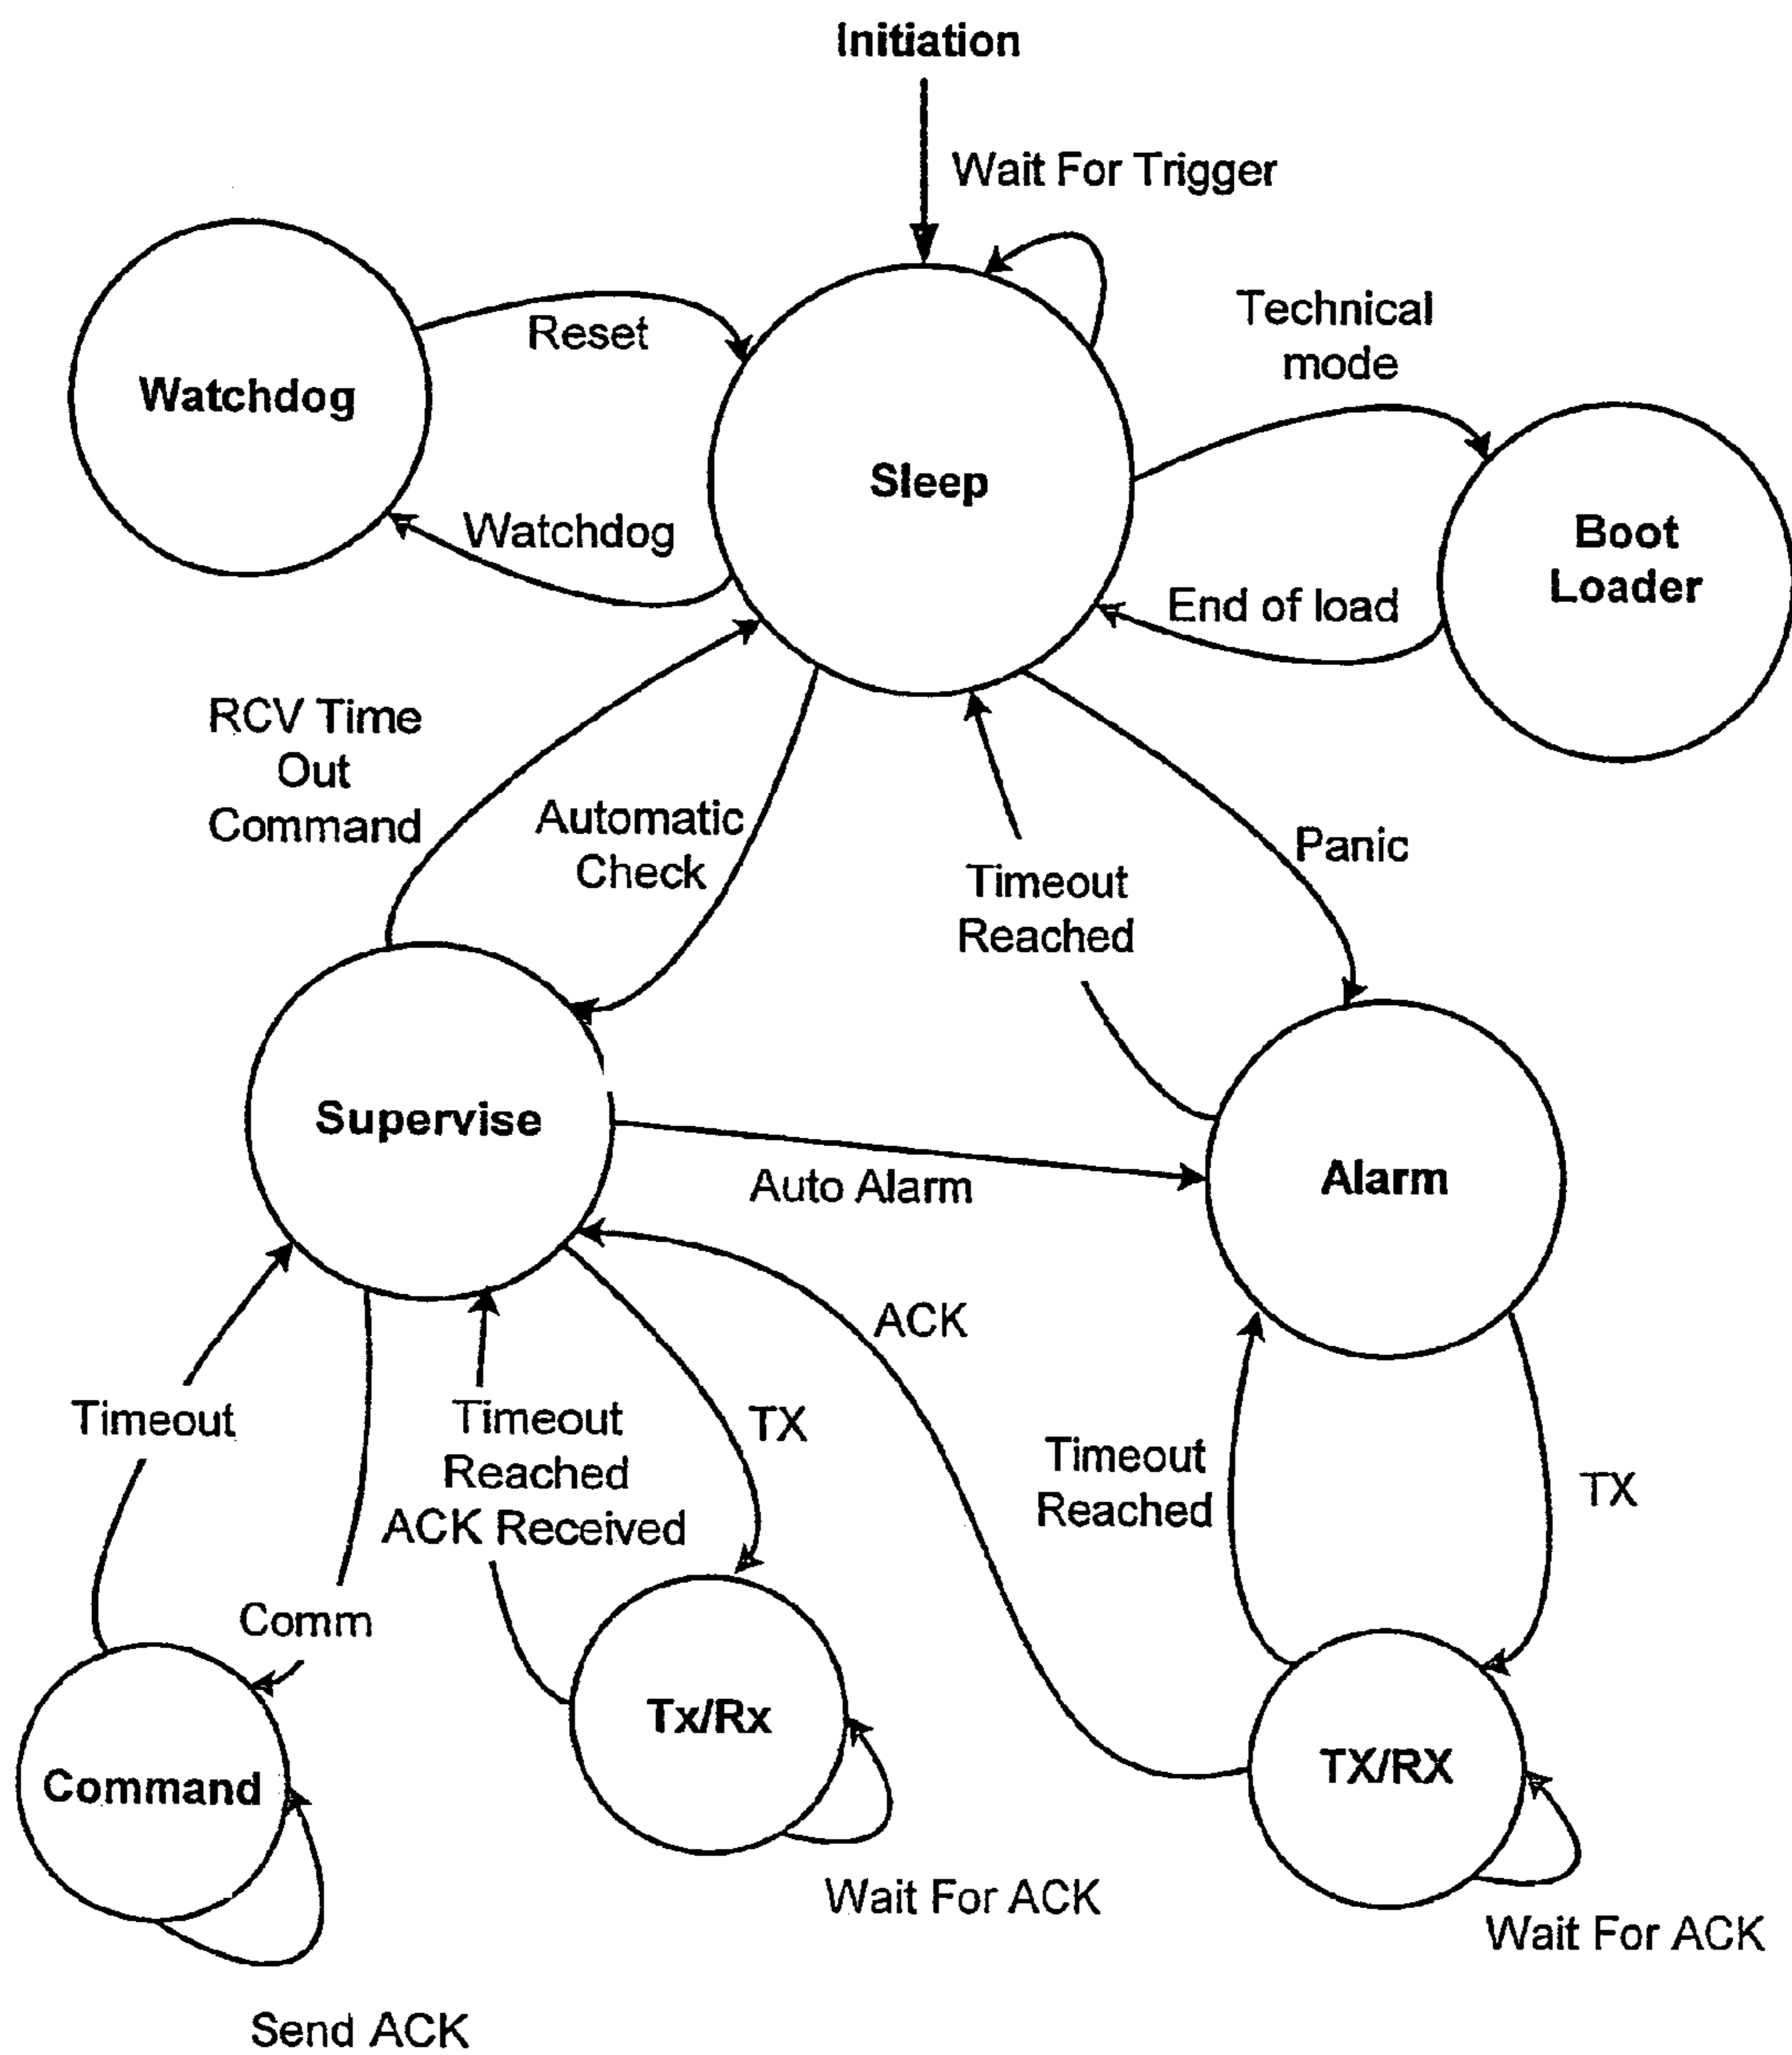 Initiation
Wait For Trigger
Technical
mode
Reset
Watchdog
Sleep
Watchdog
Boot
Loader
End of load
RCV Time
Out
Command
Automatic
Check
Panic
Timeout
Reached
Supervise
Auto Alarm
Alarm
ACK
Timeout
Timeout
Reached
ACK Received
TX
Timeout
Reached
TX
Comm
Tx/Rx
TX/RX
Command
Wait For ACK
Wait For ACK
Send ACK